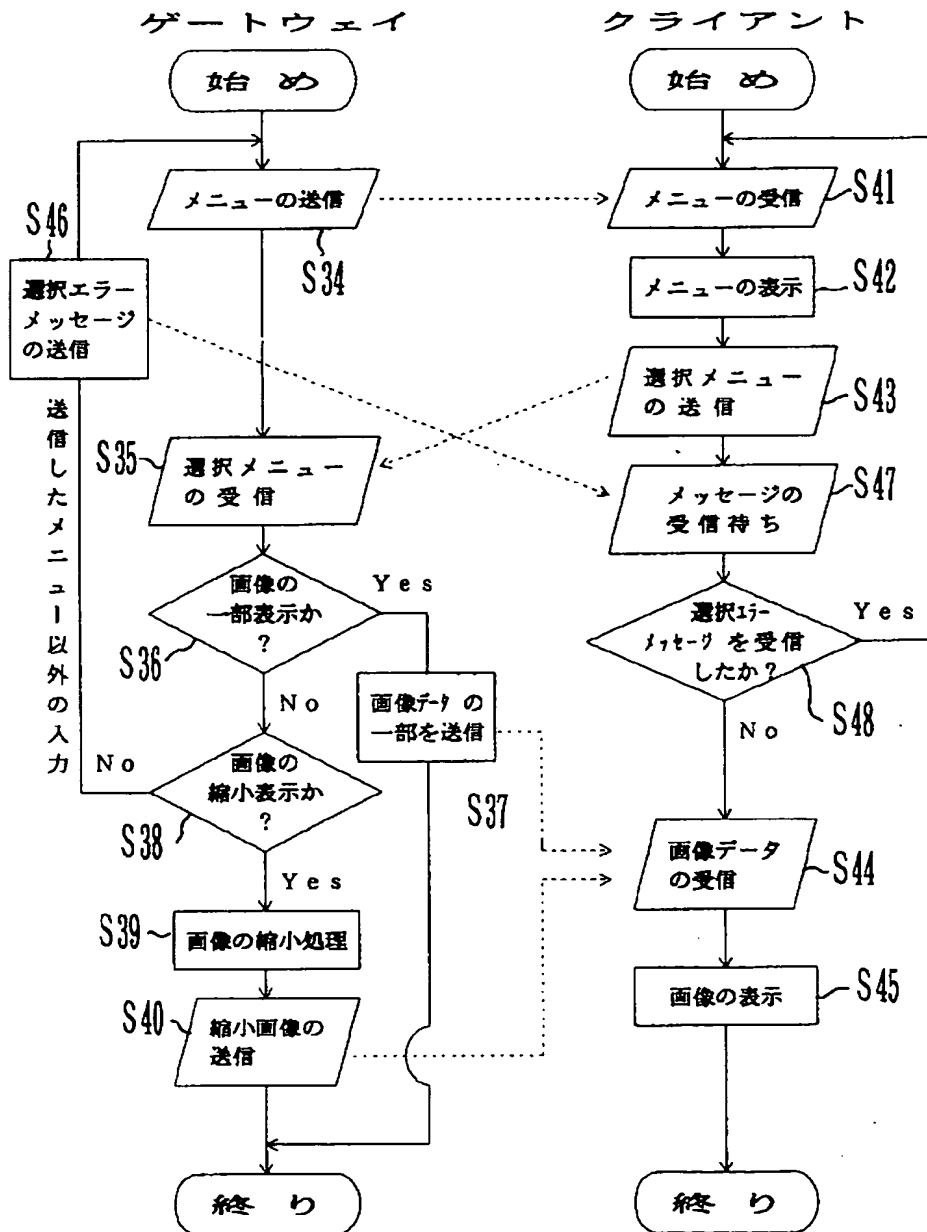 ゲートウェイ
始め
メニューの送信
S34
S46
選択エラー
メッセージ
の送信
送信したメニュー以外の入力
S35
選択メニュー
の受信
画像の
一部表示か
?
Yes
S36
No
画像データの
一部を送信
S37
画像の
縮小表示か
?
No
S38
Yes
S39
画像の縮小処理
S40
縮小画像の
送信
終り
クライアント
始め
メニューの受信
S41
メニューの表示
S42
選択メニュー
の送信
S43
メッセージの
受信待ち
S47
選択エラー
メッセージを受信
したか?
Yes
S48
No
画像データ
の受信
S44
画像の表示
S45
終り